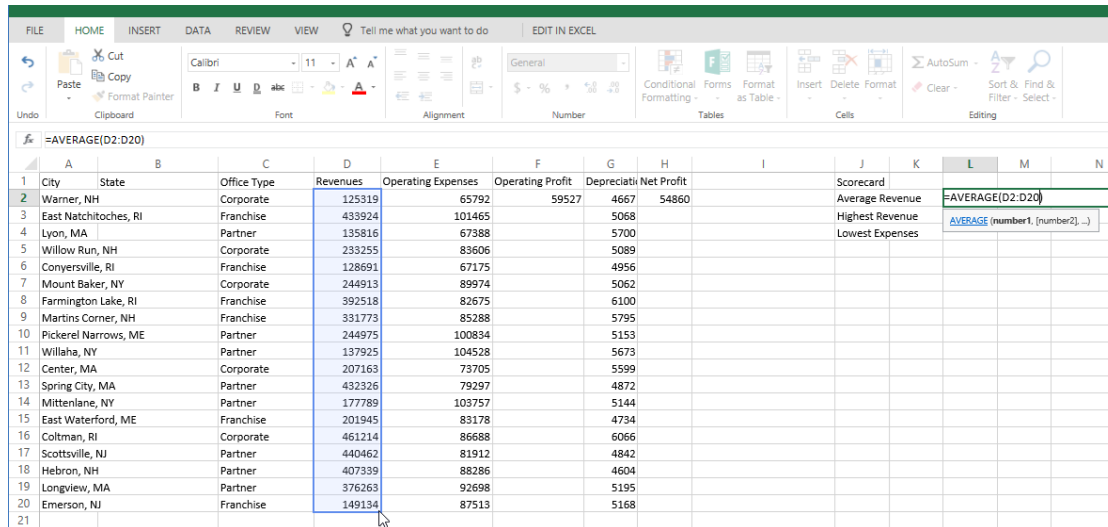 FILE HOME INSERT DATA REVIEW VIEW Tell me what you want to do EDIT IN EXCEL
Cut
Copy
Format Painter
Paste
Calibri 11 A A
B I U D abc A
ab
General
$ % , .00 .0
Conditional Formatting Forms Format as Table
Insert Delete Format
AutoSum
Clear
Sort & Filter Find & Select
Undo Clipboard Font Alignment Number Tables Cells Editing
fx =AVERAGE(D2:D20)
A B C D E F G H I J K L M N
1 City State Office Type Revenues Operating Expenses Operating Profit Depreciati Net Profit Scorecard
2 Warner, NH Corporate 125319 65792 59527 4667 54860 Average Revenue =AVERAGE(D2:D20)
3 East Natchitoches, RI Franchise 433924 101465 5068 Highest Revenue AVERAGE (number1, [number2], ...)
4 Lyon, MA Partner 135816 67388 5700 Lowest Expenses
5 Willow Run, NH Corporate 233255 83606 5089
6 Conyersville, RI Franchise 128691 67175 4956
7 Mount Baker, NY Corporate 244913 89974 5062
8 Farmington Lake, RI Franchise 392518 82675 6100
9 Martins Corner, NH Franchise 331773 85288 5795
10 Pickerel Narrows, ME Partner 244975 100834 5153
11 Willaha, NY Partner 137925 104528 5673
12 Center, MA Corporate 207163 73705 5599
13 Spring City, MA Partner 432326 79297 4872
14 Mittenlane, NY Partner 177789 103757 5144
15 East Waterford, ME Franchise 201945 83178 4734
16 Coltman, RI Corporate 461214 86688 6066
17 Scottsville, NJ Partner 440462 81912 4842
18 Hebron, NH Partner 407339 88286 4604
19 Longview, MA Partner 376263 92698 5195
20 Emerson, NJ Franchise 149134 87513 5168
21